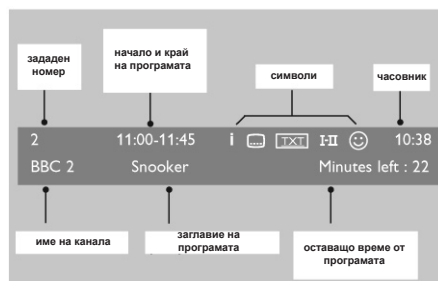 зададен
номер
начало и край
на програмата
символи
часовник
2 11:00-11:45 i TXT I-II 10:38
BBC 2 Snooker Minutes left : 22
име на канала
заглавие на
програмата
оставащо време от
програмата